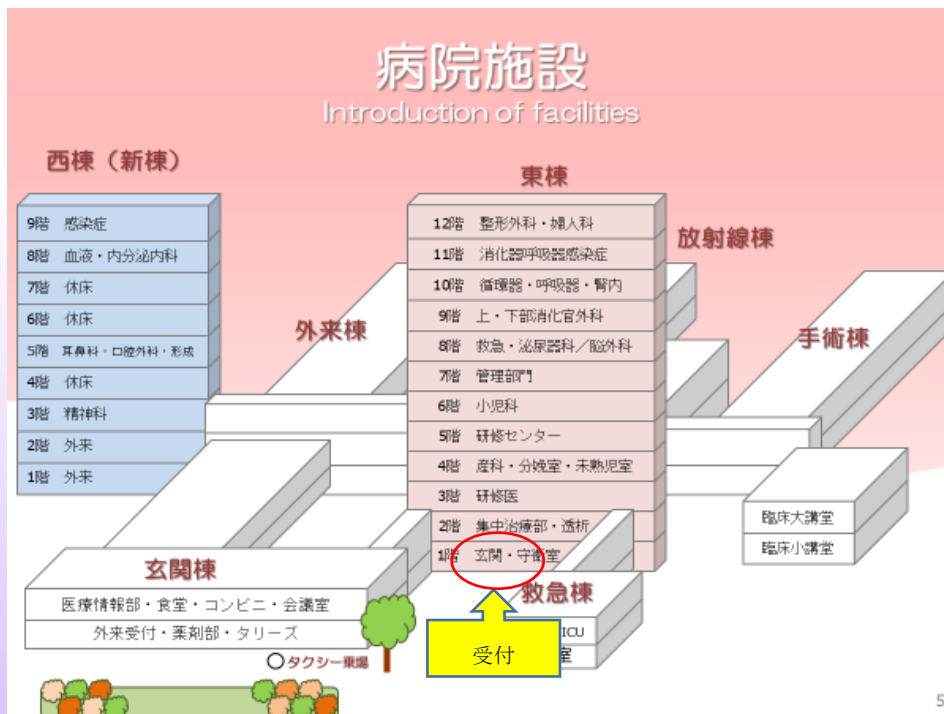 病院施設
Introduction of facilities
西棟（新棟）
9階 感染症
8階 血液・内分泌内科
7階 休床
6階 休床
5階 耳鼻科・口腔外科・形成
4階 休床
3階 精神科
2階 外来
1階 外来
外来棟
東棟
12階 整形外科・婦人科
11階 消化器呼吸器感染症
10階 循環器・呼吸器・腎内
9階 上・下部消化官外科
8階 救急・泌尿器科／脳外科
7階 管理部門
6階 小児科
5階 研修センター
4階 産科・分娩室・未熟児室
3階 研修医
2階 集中治療部・透析
1階 玄関・守衛室
放射線棟
手術棟
臨床大講堂
臨床小講堂
玄関棟
医療情報部・食堂・コンビニ・会議室
外来受付・薬剤部・タリーズ
タクシー乗場
救急棟
ICU
室
受付
5